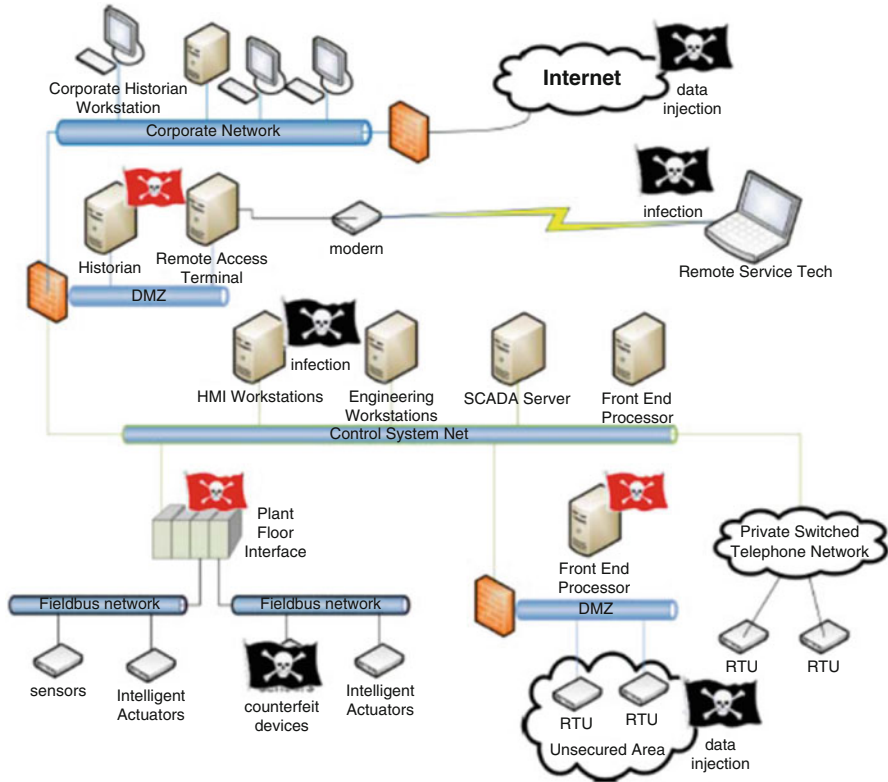 Internet
data
injection
Corporate Historian
Workstation
Corporate Network
infection
modern
Historian
Remote Access
Terminal
Remote Service Tech
DMZ
infection
HMI Workstations
Engineering
Workstations
SCADA Server
Front End
Processor
Control System Net
Plant
Floor
Interface
Private Switched
Telephone Network
Front End
Processor
Fieldbus network
Fieldbus network
DMZ
sensors
Intelligent
Actuators
counterfeit
devices
Intelligent
Actuators
RTU
RTU
RTU
RTU
Unsecured Area
data
injection